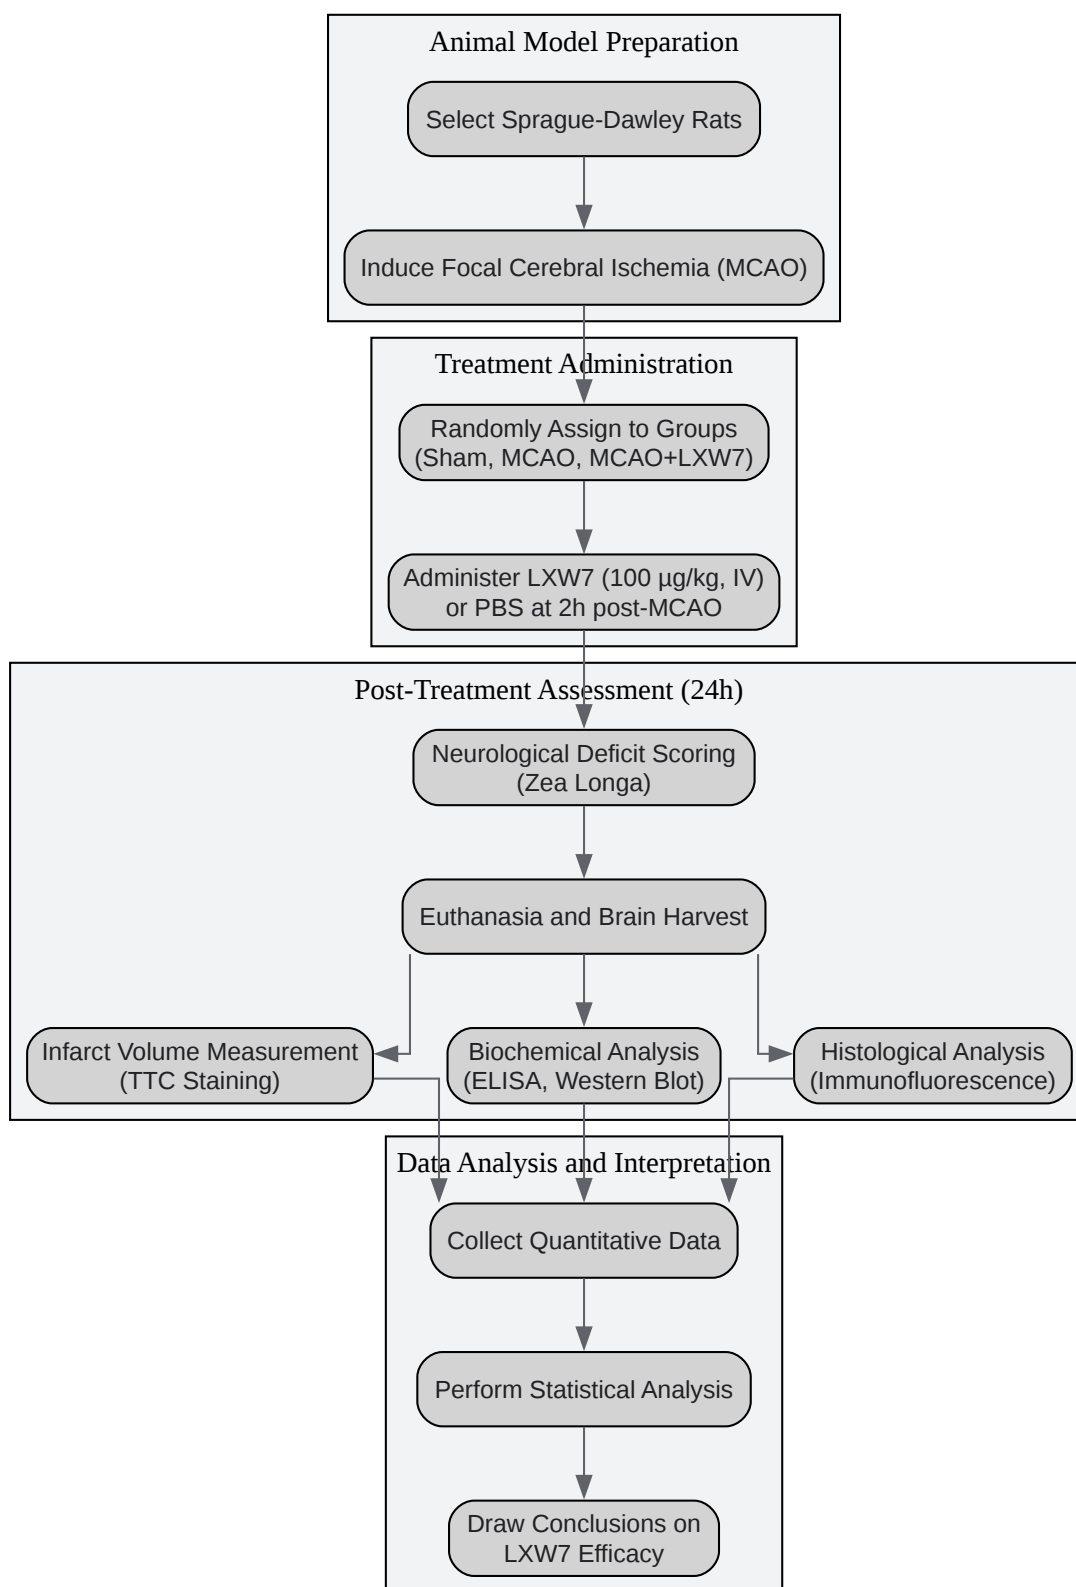 Animal Model Preparation
Select Sprague-Dawley Rats
Induce Focal Cerebral Ischemia (MCAO)
Treatment Administration
Randomly Assign to Groups
(Sham, MCAO, MCAO+LXW7)
Administer LXW7 (100 µg/kg, IV)
or PBS at 2h post-MCAO
Post-Treatment Assessment (24h)
Neurological Deficit Scoring
(Zea Longa)
Euthanasia and Brain Harvest
Infarct Volume Measurement
(TTC Staining)
Biochemical Analysis
(ELISA, Western Blot)
Histological Analysis
(Immunofluorescence)
Data Analysis and Interpretation
Collect Quantitative Data
Perform Statistical Analysis
Draw Conclusions on
LXW7 Efficacy